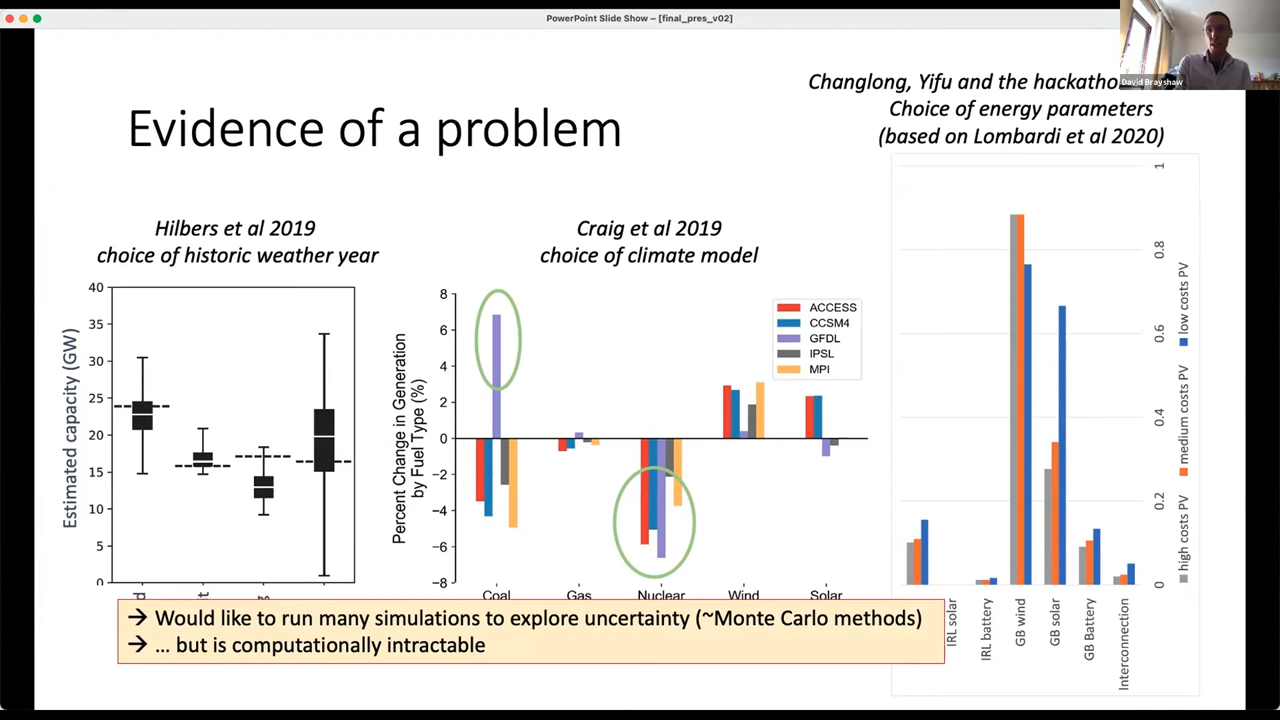 PowerPoint Slide Show – [final_pres_v02]
David Brayshaw
Evidence of a problem
Changlong, Yifu and the
Choice of energy parameters
(based on Lombardi et al 2020)
Hilbers et al 2019
choice of historic weather year
Estimated capacity (GW)
40
35
30
25
20
15
10
5
0
Craig et al 2019
choice of climate model
Percent Change in Generation
by Fuel Type (%)
8
6
4
2
0
−2
−4
−6
−8
ACCESS
CCSM4
GFDL
IPSL
MPI
Coal
Gas
Nuclear
Wind
Solar
1
0.8
0.6
0.4
0.2
0
high costs PV
medium costs PV
low costs PV
IRL solar
IRL battery
GB wind
GB solar
GB Battery
Interconnection
→ Would like to run many simulations to explore uncertainty (~Monte Carlo methods)
→ ... but is computationally intractable